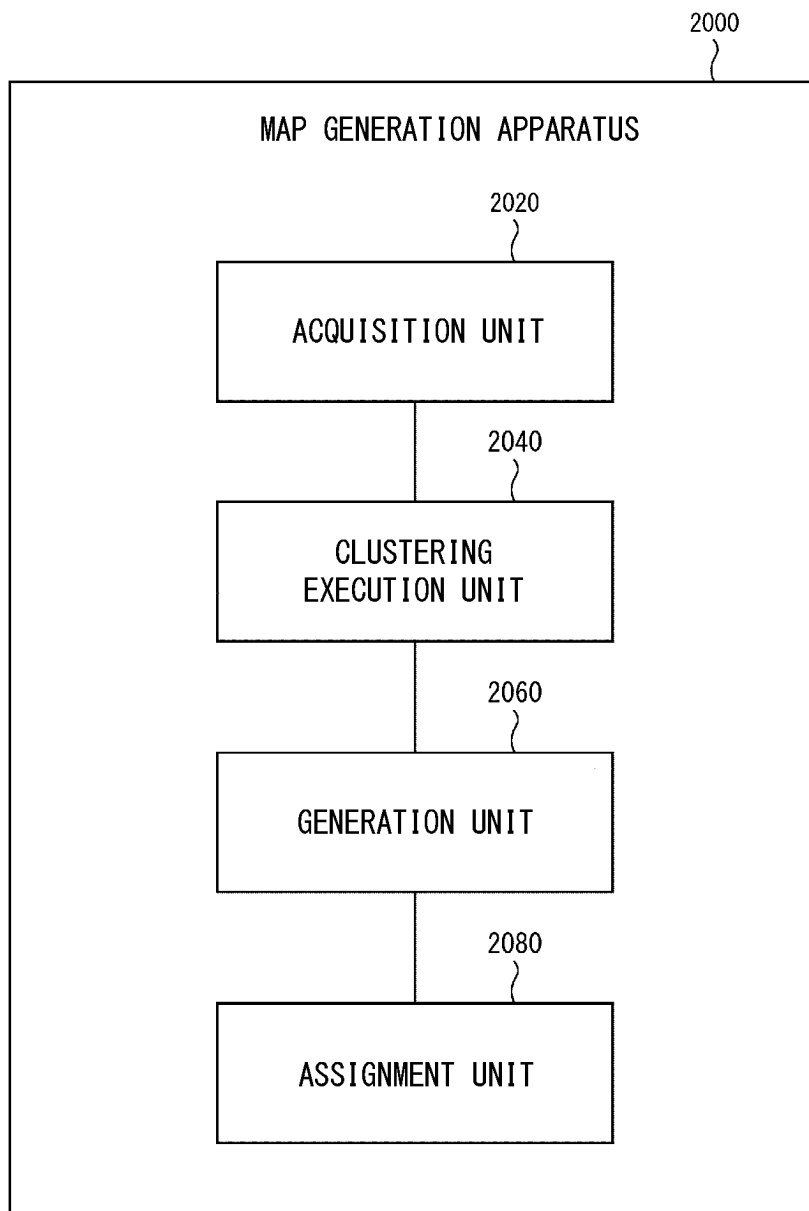 2000
MAP GENERATION APPARATUS
2020
ACQUISITION UNIT
2040
CLUSTERING
EXECUTION UNIT
2060
GENERATION UNIT
2080
ASSIGNMENT UNIT